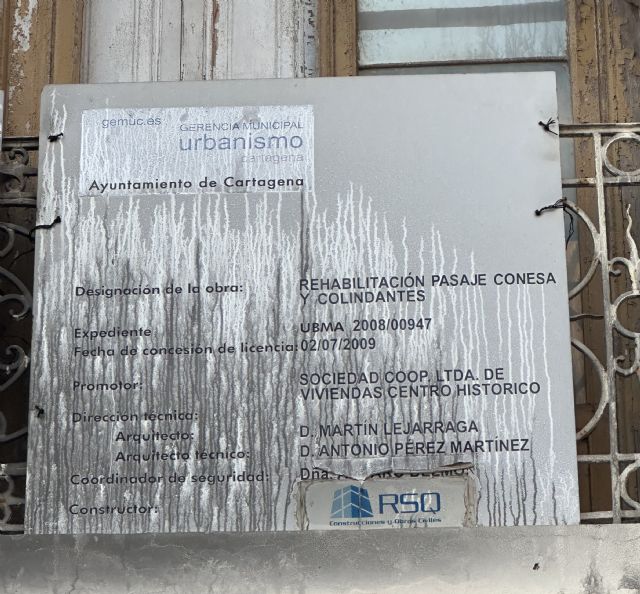 gemuc.es
GERENCIA MUNICIPAL
urbanismo
cartagena
Ayuntamiento de Cartagena
Designación de la obra: REHABILITACIÓN PASAJE CONESA
Y COLINDANTES
Expediente UBMA 2008/00947
Fecha de concesión de licencia: 02/07/2009
Promotor: SOCIEDAD COOP. LTDA. DE
VIVIENDAS CENTRO HISTORICO
Dirección técnica:
Arquitecto: D. MARTÍN LEJARRAGA
Arquitecto técnico: D. ANTONIO PÉREZ MARTÍNEZ
Coordinador de seguridad: Dña.
Constructor: RSQ
Construcciones y Obras Civiles